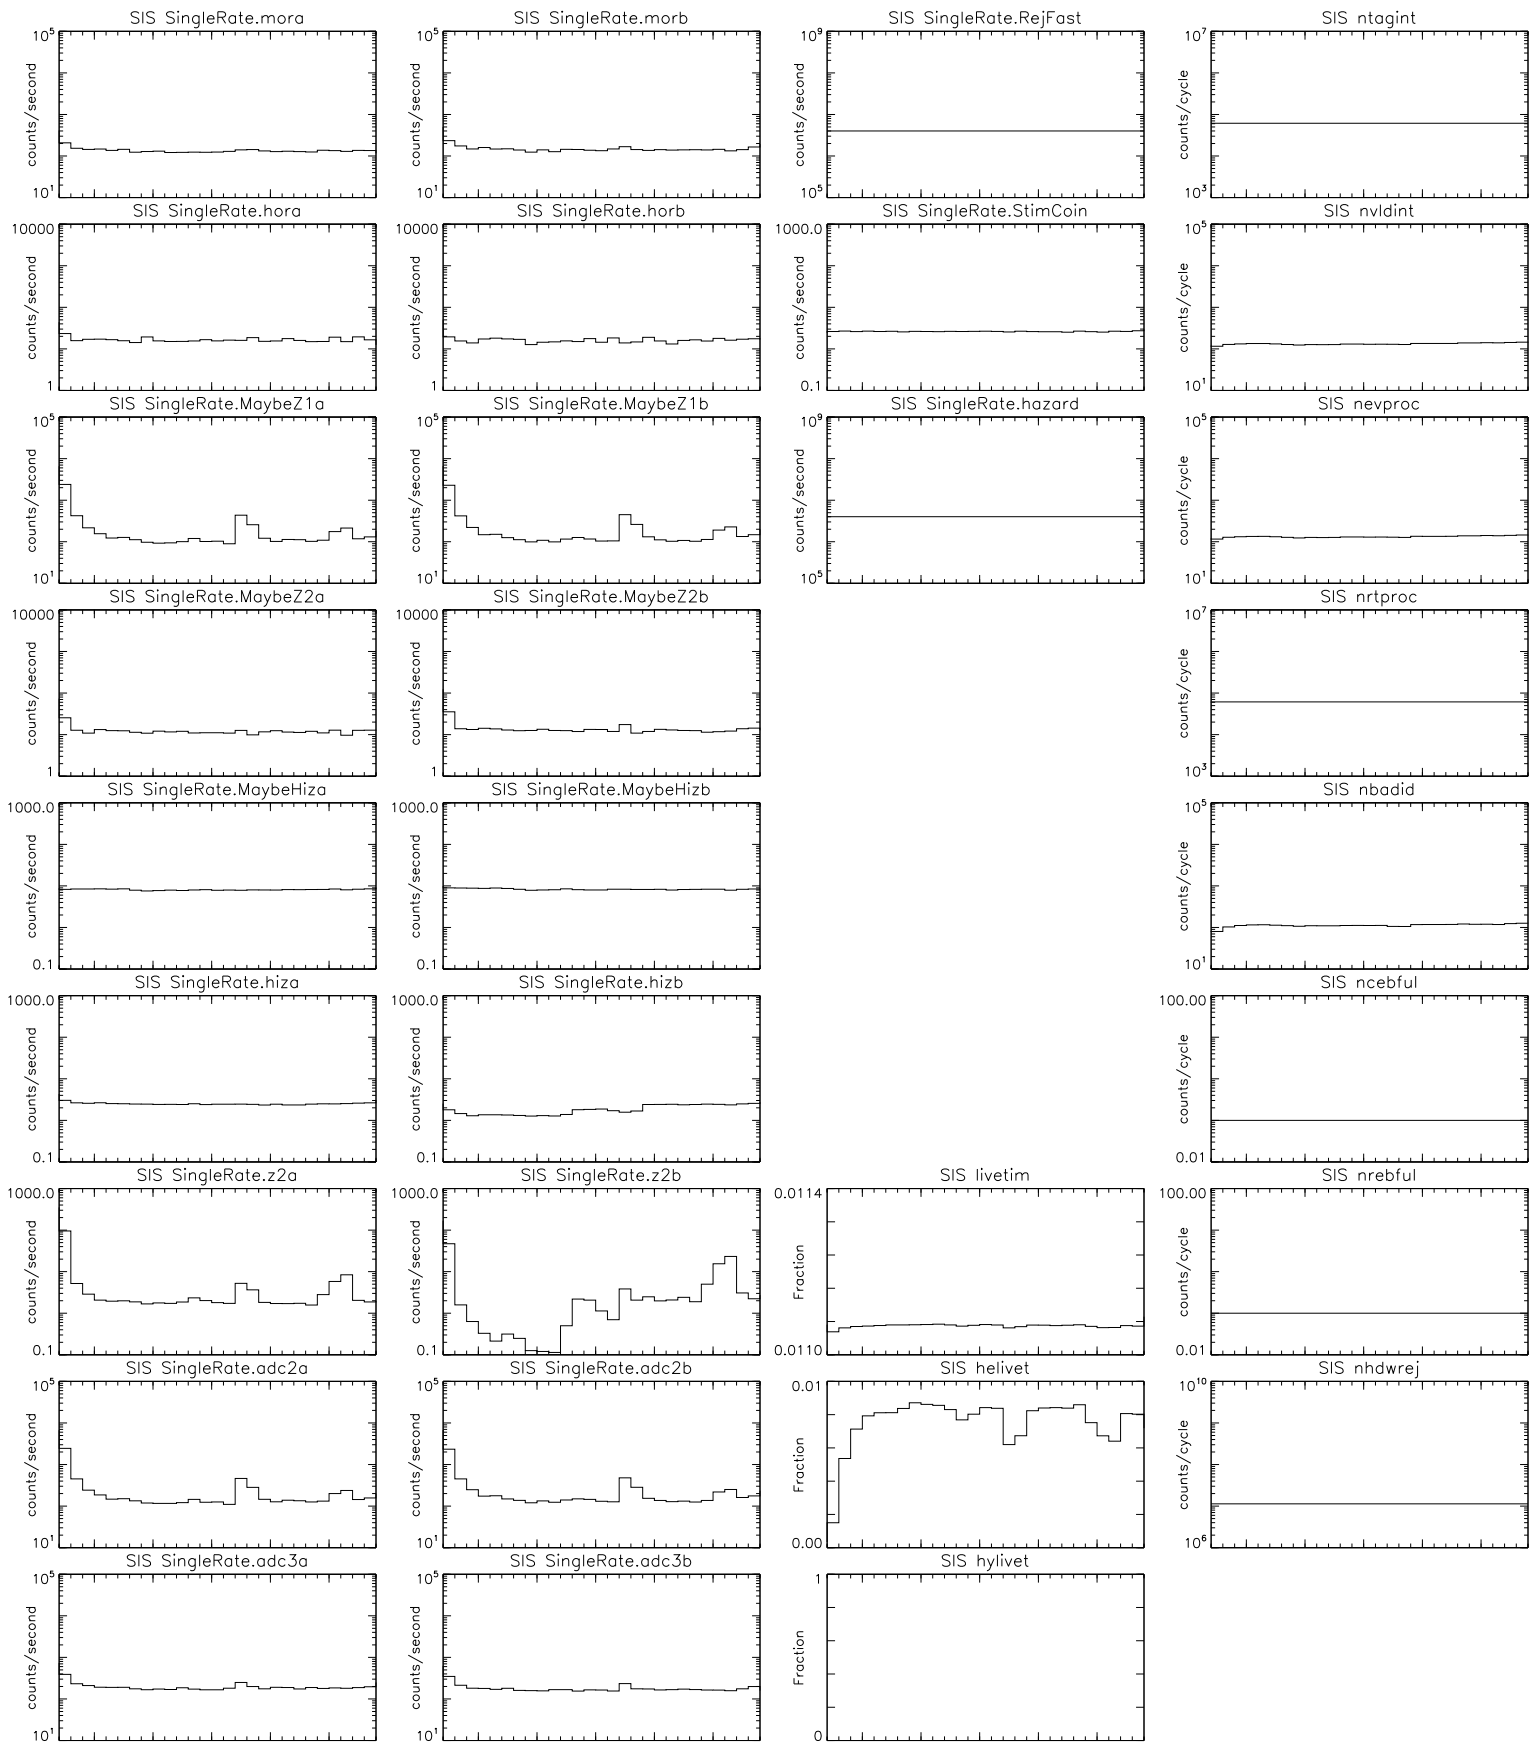 SIS SingleRate.mora
10^5
counts/second
10^1
SIS SingleRate.morb
10^5
counts/second
10^1
SIS SingleRate.RejFast
10^9
counts/second
10^5
SIS ntagint
10^7
counts/cycle
10^3
SIS SingleRate.hora
10000
counts/second
1
SIS SingleRate.horb
10000
counts/second
1
SIS SingleRate.StimCoin
1000.0
counts/second
0.1
SIS nvldint
10^5
counts/cycle
10^1
SIS SingleRate.MaybeZ1a
10^5
counts/second
10^1
SIS SingleRate.MaybeZ1b
10^5
counts/second
10^1
SIS SingleRate.hazard
10^9
counts/second
10^5
SIS nevproc
10^5
counts/cycle
10^1
SIS SingleRate.MaybeZ2a
10000
counts/second
1
SIS SingleRate.MaybeZ2b
10000
counts/second
1
SIS nrtproc
10^7
counts/cycle
10^3
SIS SingleRate.MaybeHiza
1000.0
counts/second
0.1
SIS SingleRate.MaybeHizb
1000.0
counts/second
0.1
SIS nbadid
10^5
counts/cycle
10^1
SIS SingleRate.hiza
1000.0
counts/second
0.1
SIS SingleRate.hizb
1000.0
counts/second
0.1
SIS ncebful
100.00
counts/cycle
0.01
SIS SingleRate.z2a
1000.0
counts/second
0.1
SIS SingleRate.z2b
1000.0
counts/second
0.1
SIS livetim
0.0114
Fraction
0.0110
SIS nrebful
100.00
counts/cycle
0.01
SIS SingleRate.adc2a
10^5
counts/second
10^1
SIS SingleRate.adc2b
10^5
counts/second
10^1
SIS helivet
0.01
Fraction
0.00
SIS nhdwrej
10^10
counts/cycle
10^6
SIS SingleRate.adc3a
10^5
counts/second
10^1
SIS SingleRate.adc3b
10^5
counts/second
10^1
SIS hylivet
1
Fraction
0